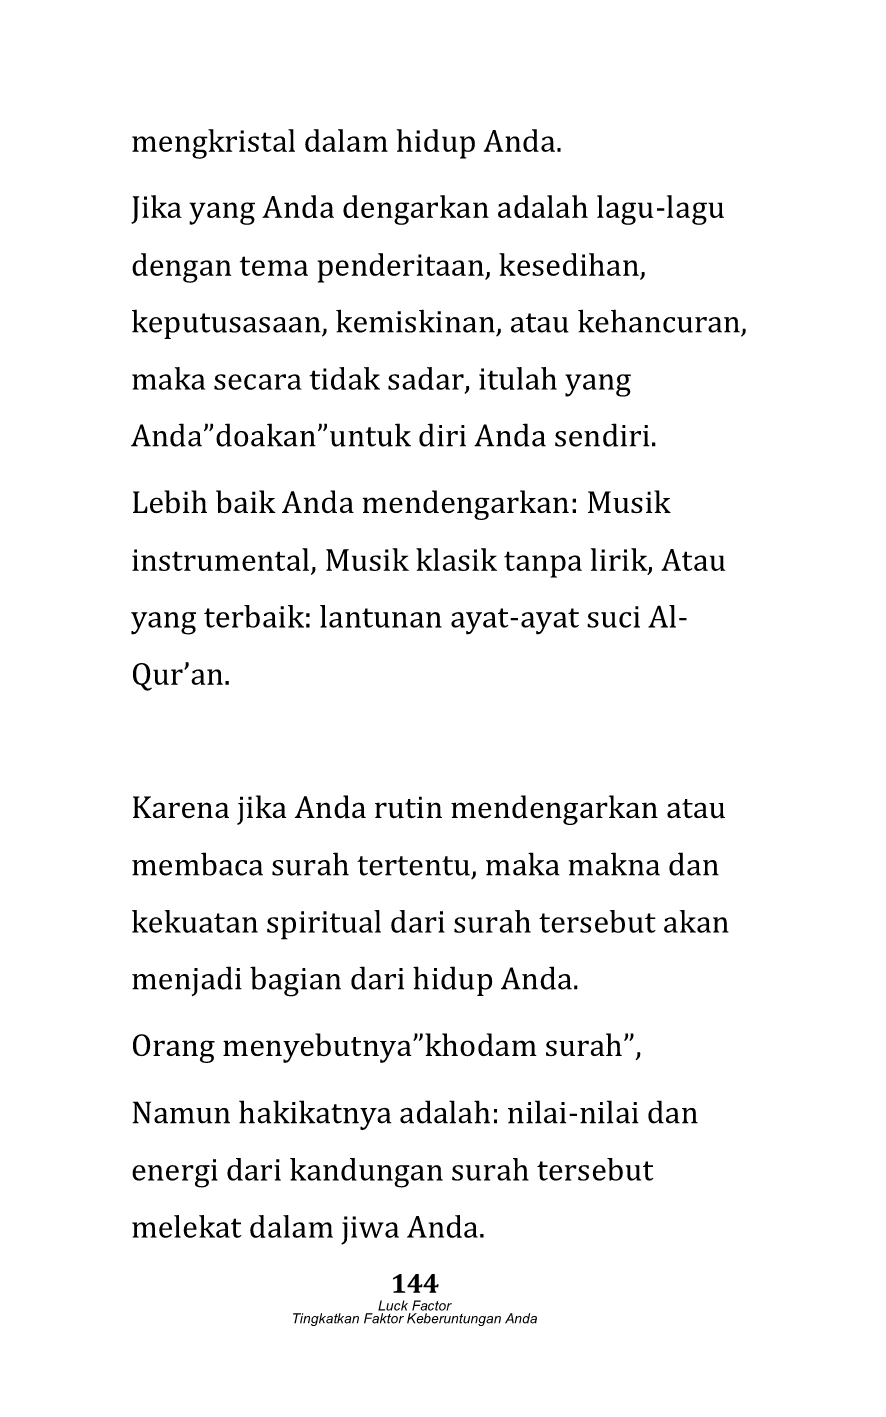 mengkristal dalam hidup Anda.
Jika yang Anda dengarkan adalah lagu-lagu
dengan tema penderitaan, kesedihan,
keputusasaan, kemiskinan, atau kehancuran,
maka secara tidak sadar, itulah yang
Anda”doakan”untuk diri Anda sendiri.
Lebih baik Anda mendengarkan: Musik
instrumental, Musik klasik tanpa lirik, Atau
yang terbaik: lantunan ayat-ayat suci Al-
Qur’an.
Karena jika Anda rutin mendengarkan atau
membaca surah tertentu, maka makna dan
kekuatan spiritual dari surah tersebut akan
menjadi bagian dari hidup Anda.
Orang menyebutnya”khodam surah”,
Namun hakikatnya adalah: nilai-nilai dan
energi dari kandungan surah tersebut
melekat dalam jiwa Anda.
144
Luck Factor
Tingkatkan Faktor Keberuntungan Anda